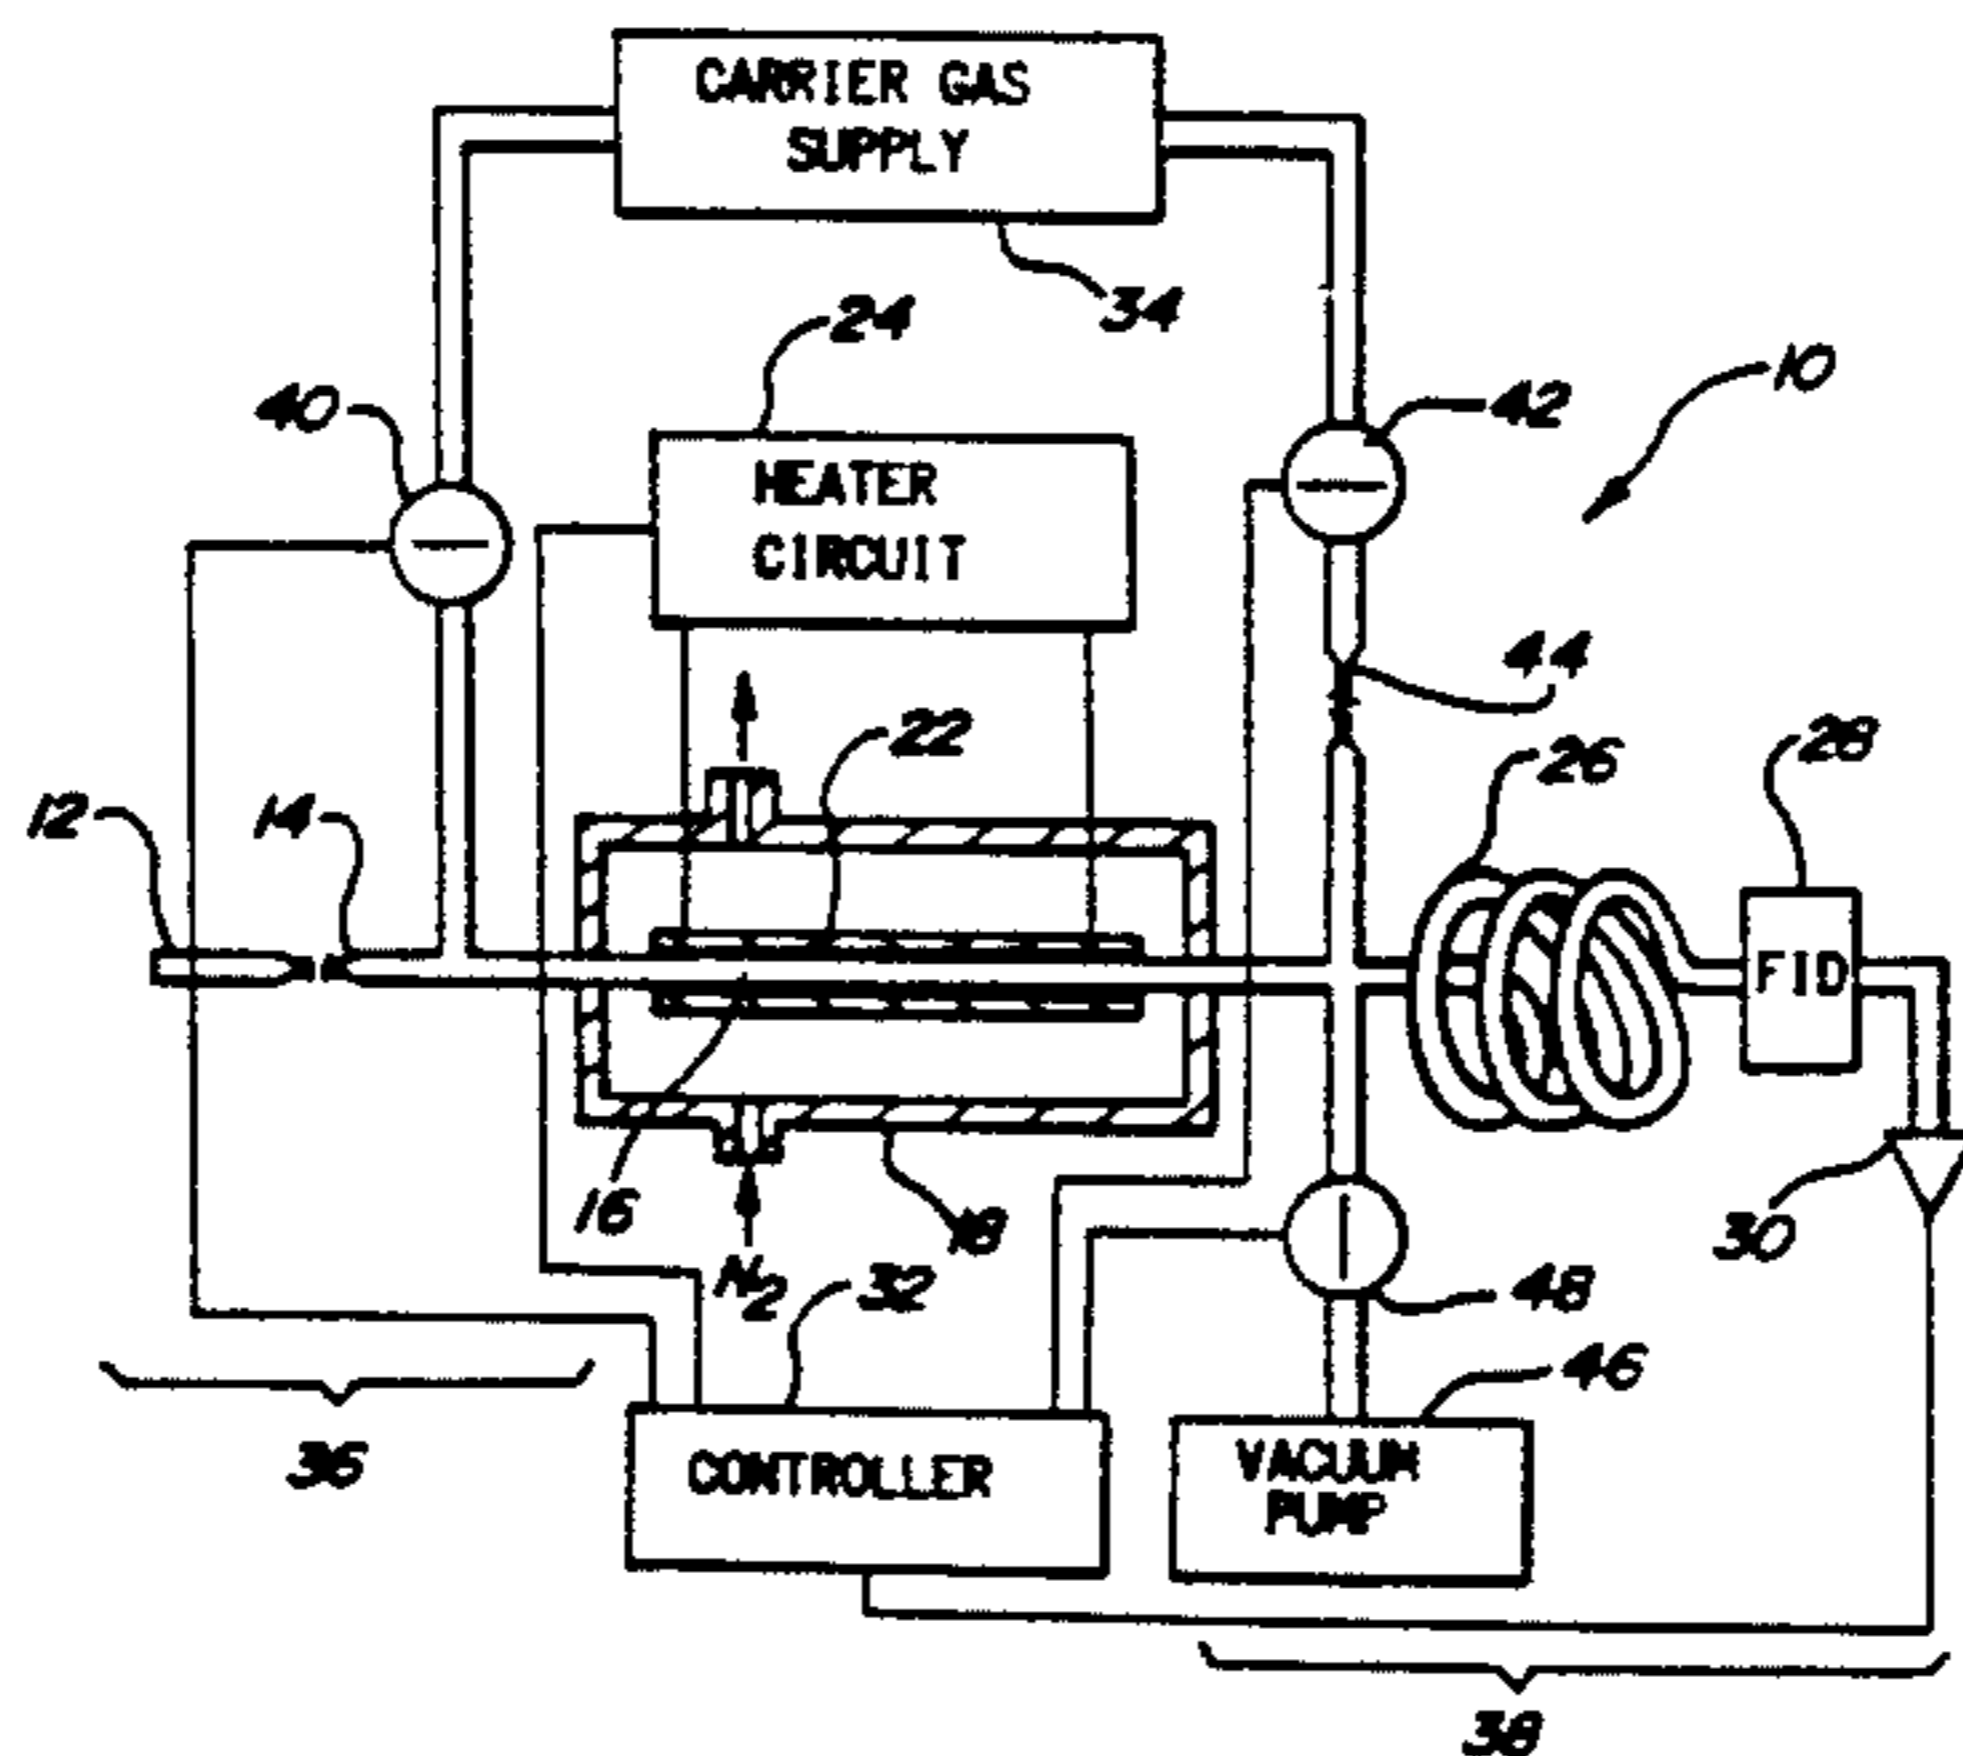 CARRIER GAS
SUPPLY
34
24
10
40
42
HEATER
CIRCUIT
44
22
28
26
12
14
FID
16
18
30
N2
32
48
46
36
CONTROLLER
VACUUM
PUMP
38